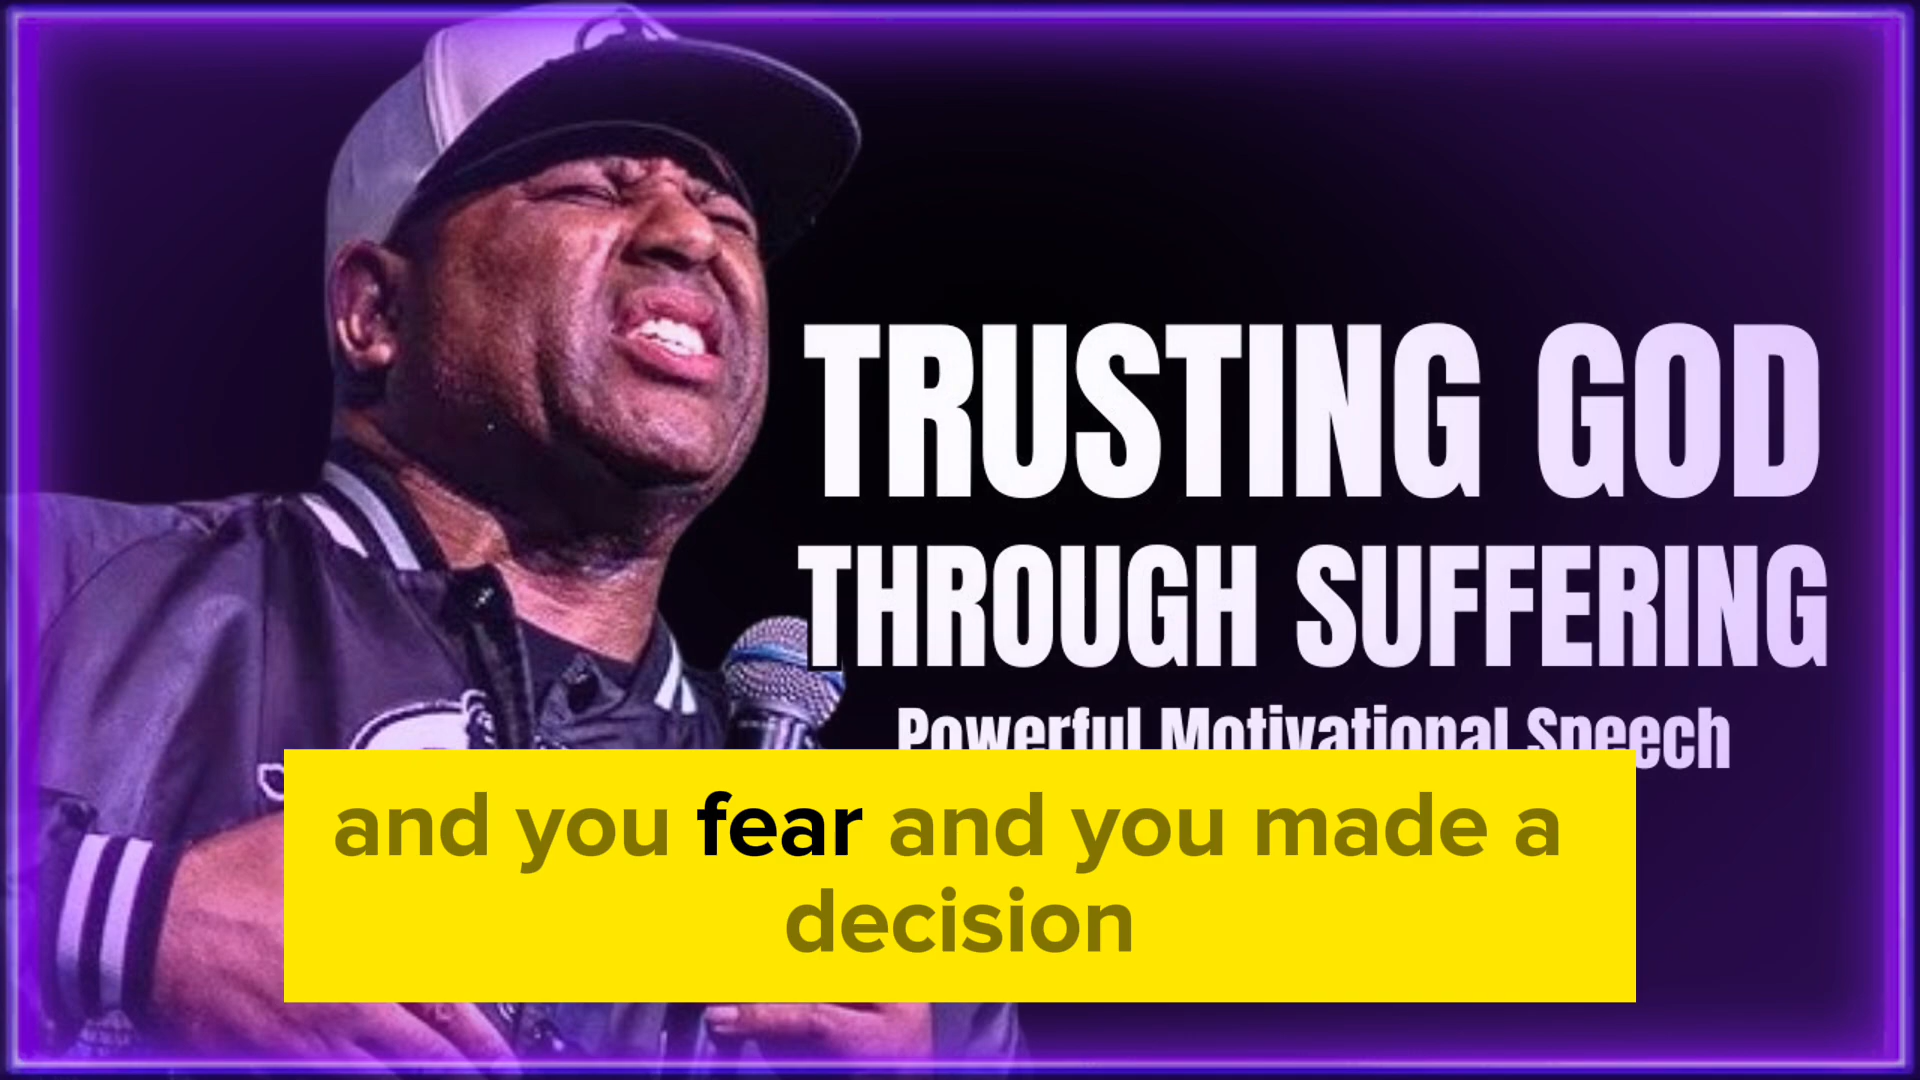 TRUSTING GOD
THROUGH SUFFERING
Powerful Motivational Speech
and you fear and you made a
decision